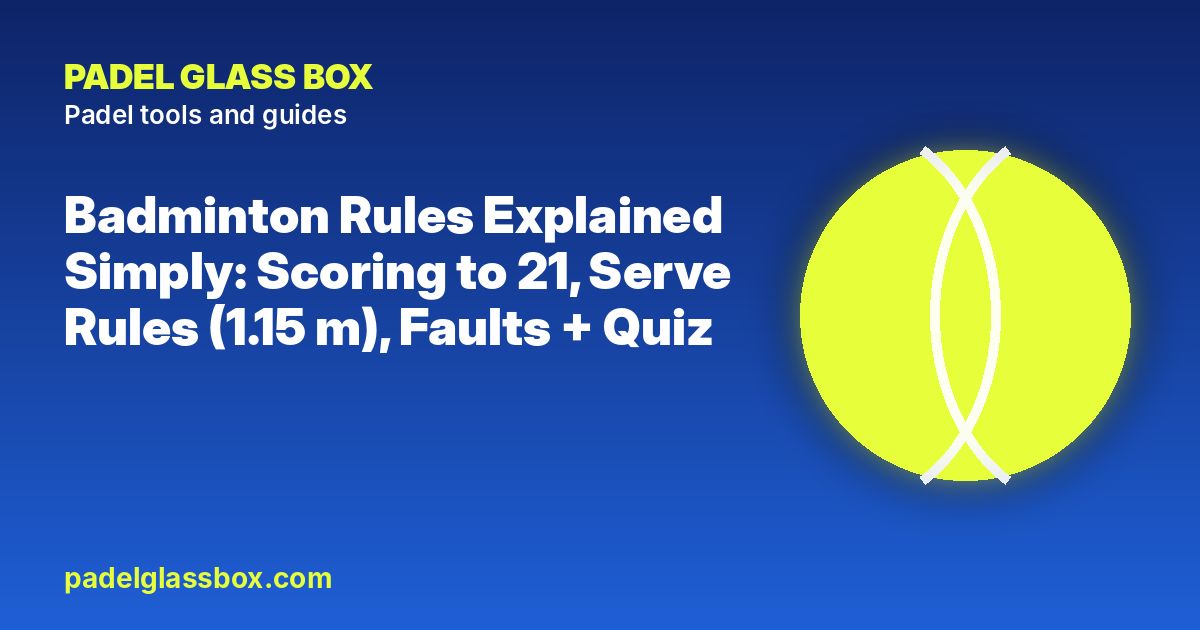 PADEL GLASS BOX
Padel tools and guides
Badminton Rules Explained
Simply: Scoring to 21, Serve
Rules (1.15 m), Faults + Quiz
padelglassbox.com